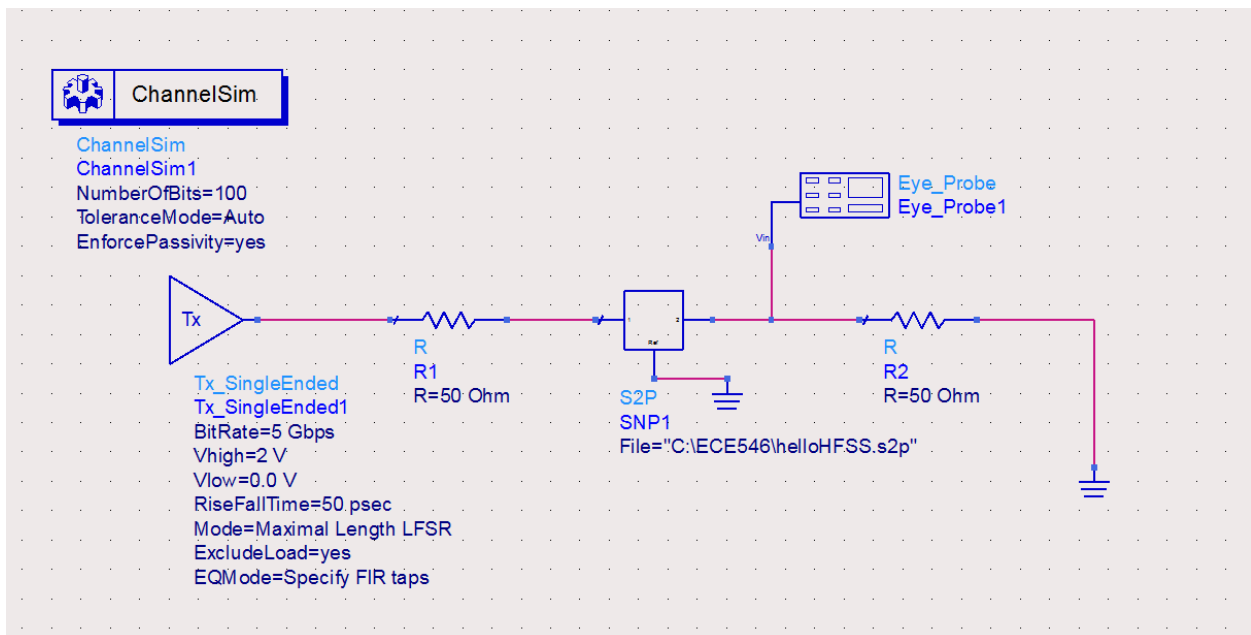 ChannelSim
ChannelSim
ChannelSim1
NumberOfBits=100
ToleranceMode=Auto
EnforcePassivity=yes
Eye_Probe
Eye_Probe1
Vin
Tx
1
2
Ref
R
R1
R=50 Ohm
Tx_SingleEnded
Tx_SingleEnded1
BitRate=5 Gbps
Vhigh=2 V
Vlow=0.0 V
RiseFallTime=50 psec
Mode=Maximal Length LFSR
ExcludeLoad=yes
EQMode=Specify FIR taps
S2P
SNP1
File="C:\ECE546\helloHFSS.s2p"
R
R2
R=50 Ohm